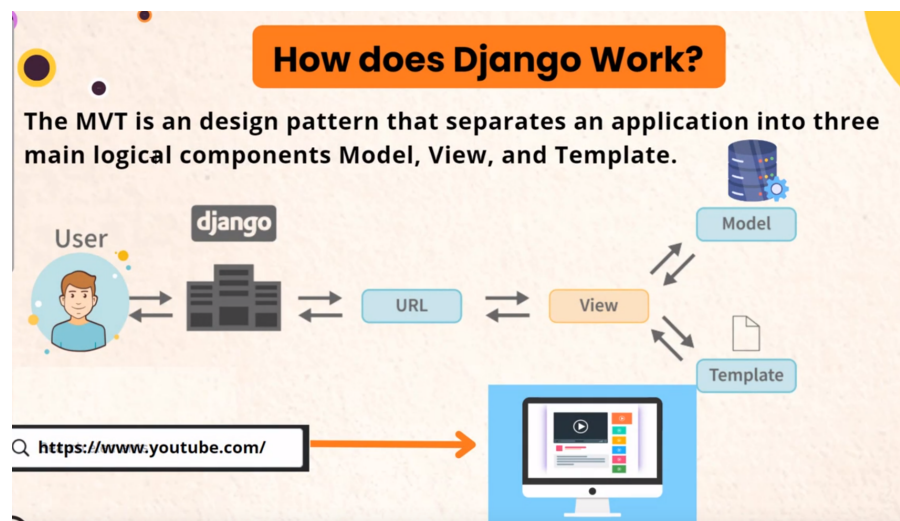 How does Django Work?
The MVT is an design pattern that separates an application into three
main logical components Model, View, and Template.
django
User
Model
URL
View
Template
https://www.youtube.com/